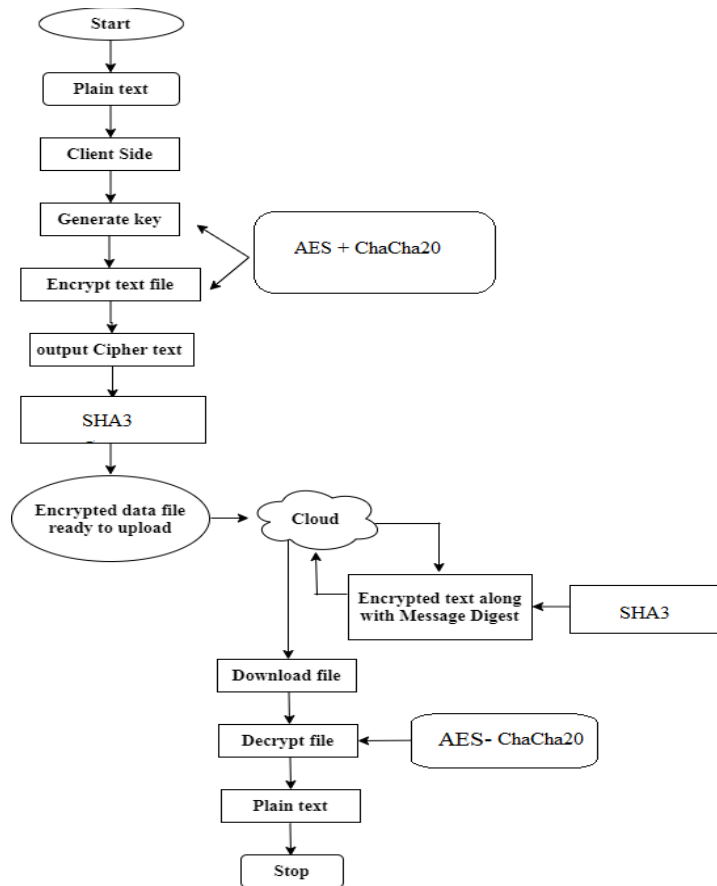 Start
Plain text
Client Side
Generate key
AES + ChaCha20
Encrypt text file
output Cipher text
SHA3
Encrypted data file
ready to upload
Cloud
Encrypted text along
with Message Digest
SHA3
Download file
Decrypt file
AES- ChaCha20
Plain text
Stop